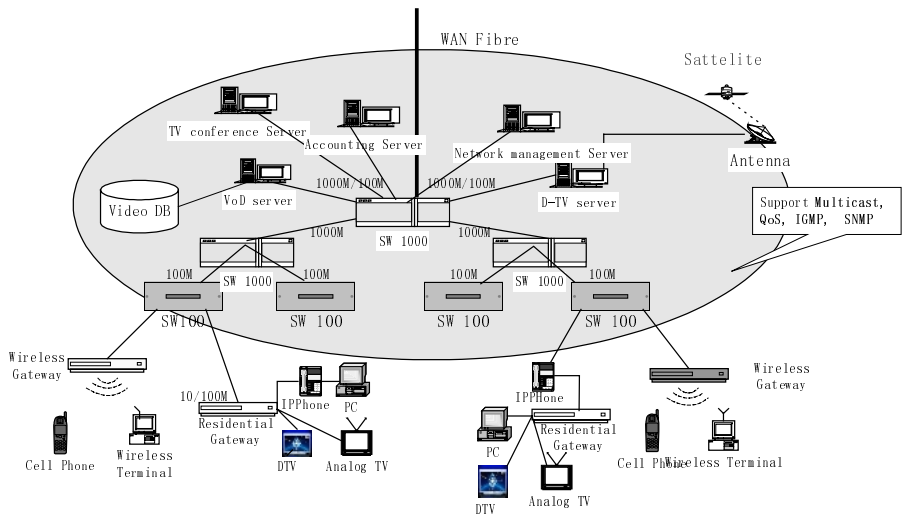 WAN Fibre
Sattelite
TV conference Server
Accounting Server
Network management Server
Antenna
Video DB
VoD server
1000M/100M
1000M/100M
D-TV server
Support Multicast,
QoS, IGMP, SNMP
SW 1000
1000M
1000M
SW 1000
SW 1000
100M
100M
100M
100M
SW100
SW 100
SW 100
SW 100
Wireless
Gateway
10/100M
Residential
Gateway
IPPhone
PC
Cell Phone
Wireless
Terminal
DTV
Analog TV
IPPHone
PC
Residential
Gateway
DTV
Analog TV
Wireless
Gateway
Cell Phone
Wireless Terminal